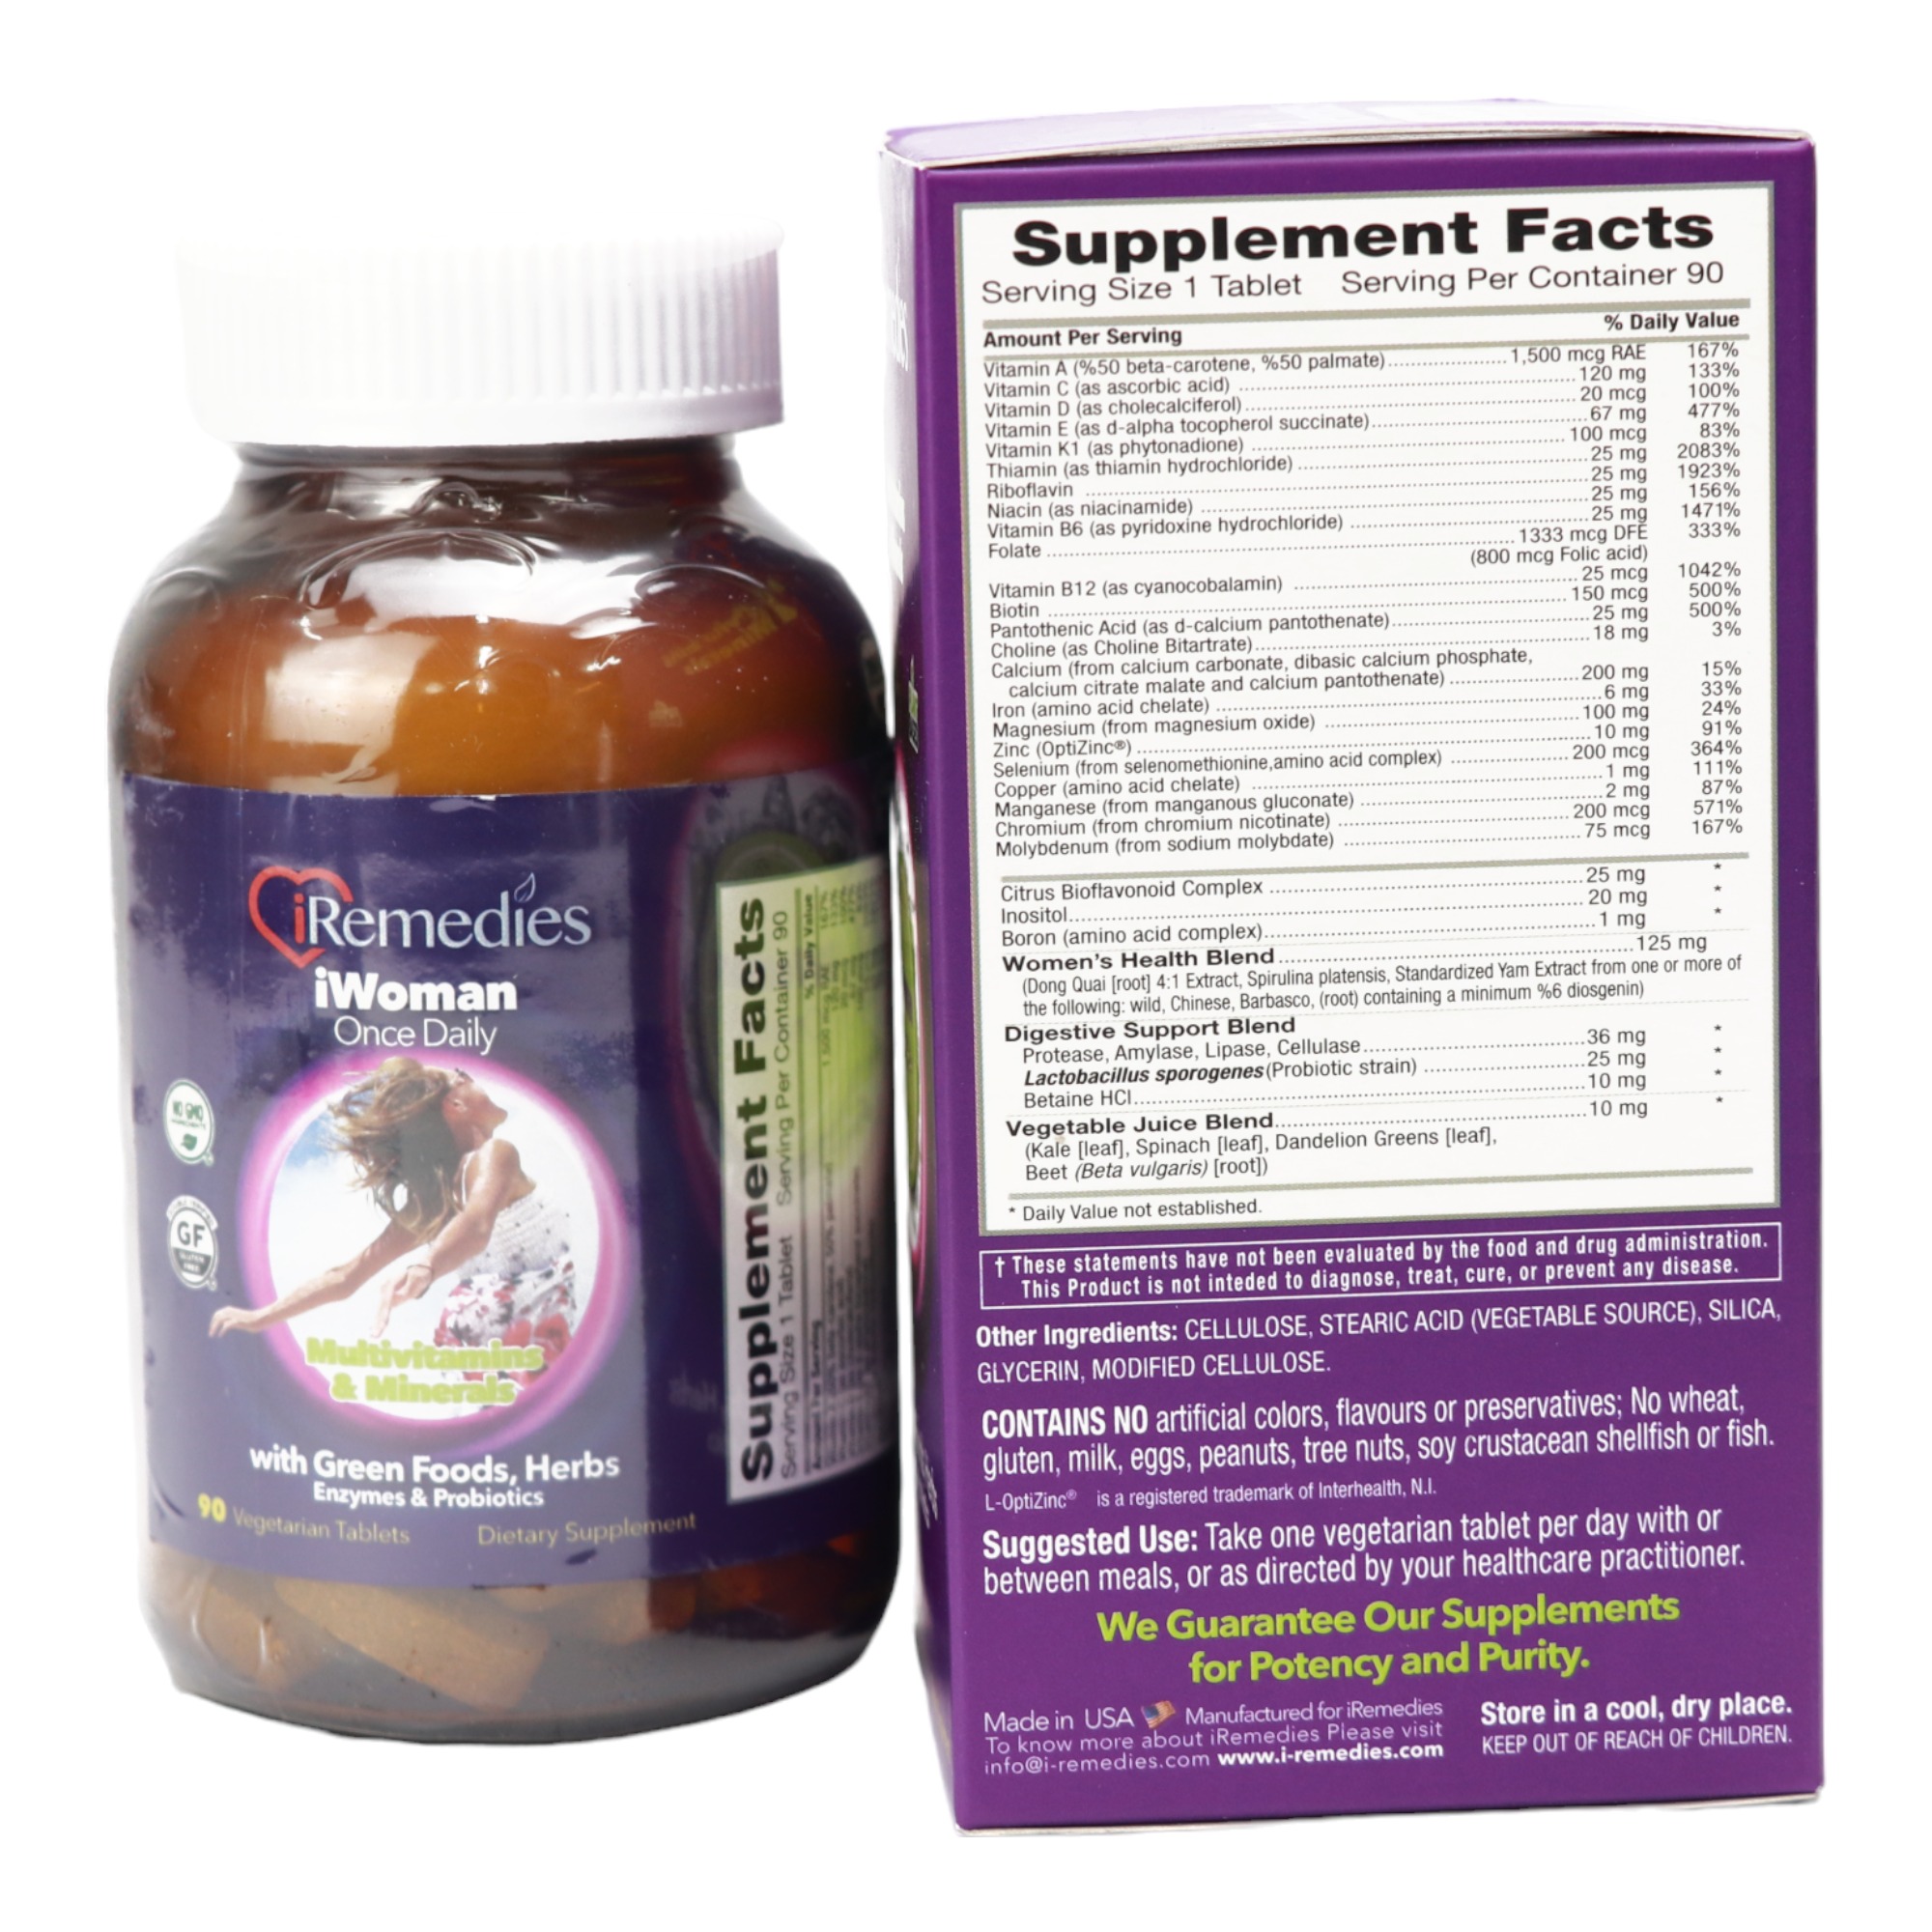 iRemedies
iWoman
Once Daily
NO GMO
GF
GLUTEN
FREE
Multivitamins
& Minerals
with Green Foods, Herbs
Enzymes & Probiotics
90 Vegetarian Tablets Dietary Supplement
Supplement Facts
Serving Size 1 Tablet Serving Per Container 90
Amount Per Serving % Daily Value
Supplement Facts
Serving Size 1 Tablet Serving Per Container 90
Amount Per Serving % Daily Value
Vitamin A (%50 beta-carotene, %50 palmate) 1,500 mcg RAE 167%
Vitamin C (as ascorbic acid) 120 mg 133%
Vitamin D (as cholecalciferol) 20 mcg 100%
Vitamin E (as d-alpha tocopherol succinate) 67 mg 477%
Vitamin K1 (as phytonadione) 100 mcg 83%
Thiamin (as thiamin hydrochloride) 25 mg 2083%
Riboflavin 25 mg 1923%
Niacin (as niacinamide) 25 mg 156%
Vitamin B6 (as pyridoxine hydrochloride) 25 mg 1471%
Folate 1333 mcg DFE 333%
(800 mcg Folic acid)
Vitamin B12 (as cyanocobalamin) 25 mcg 1042%
Biotin 150 mcg 500%
Pantothenic Acid (as d-calcium pantothenate) 25 mg 500%
Choline (as Choline Bitartrate) 18 mg 3%
Calcium (from calcium carbonate, dibasic calcium phosphate,
calcium citrate malate and calcium pantothenate) 200 mg 15%
Iron (amino acid chelate) 6 mg 33%
Magnesium (from magnesium oxide) 100 mg 24%
Zinc (OptiZinc®) 10 mg 91%
Selenium (from selenomethionine,amino acid complex) 200 mcg 364%
Copper (amino acid chelate) 1 mg 111%
Manganese (from manganous gluconate) 2 mg 87%
Chromium (from chromium nicotinate) 200 mcg 571%
Molybdenum (from sodium molybdate) 75 mcg 167%
Citrus Bioflavonoid Complex 25 mg *
Inositol 20 mg *
Boron (amino acid complex) 1 mg *
Women's Health Blend 125 mg
(Dong Quai [root] 4:1 Extract, Spirulina platensis, Standardized Yam Extract from one or more of
the following: wild, Chinese, Barbasco, (root) containing a minimum %6 diosgenin)
Digestive Support Blend
Protease, Amylase, Lipase, Cellulase 36 mg *
Lactobacillus sporogenes(Probiotic strain) 25 mg *
Betaine HCl 10 mg *
Vegetable Juice Blend 10 mg *
(Kale [leaf], Spinach [leaf], Dandelion Greens [leaf],
Beet (Beta vulgaris) [root])
* Daily Value not established.
† These statements have not been evaluated by the food and drug administration.
This Product is not inteded to diagnose, treat, cure, or prevent any disease.
Other Ingredients: CELLULOSE, STEARIC ACID (VEGETABLE SOURCE), SILICA,
GLYCERIN, MODIFIED CELLULOSE.
CONTAINS NO artificial colors, flavours or preservatives; No wheat,
gluten, milk, eggs, peanuts, tree nuts, soy crustacean shellfish or fish.
L-OptiZinc® is a registered trademark of Interhealth, N.I.
Suggested Use: Take one vegetarian tablet per day with or
between meals, or as directed by your healthcare practitioner.
We Guarantee Our Supplements
for Potency and Purity.
Made in USA Manufactured for iRemedies
To know more about iRemedies Please visit
info@i-remedies.com www.i-remedies.com
Store in a cool, dry place.
KEEP OUT OF REACH OF CHILDREN.